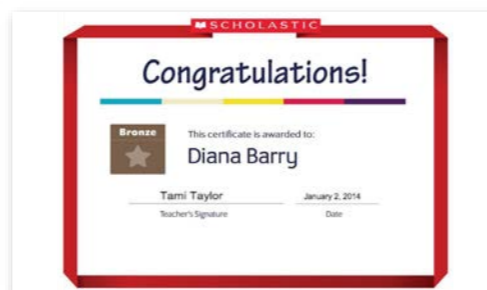 SCHOLASTIC
Congratulations!
Bronze
This certificate is awarded to:
Diana Barry
Tami Taylor
January 2, 2014
Teacher's Signature
Date